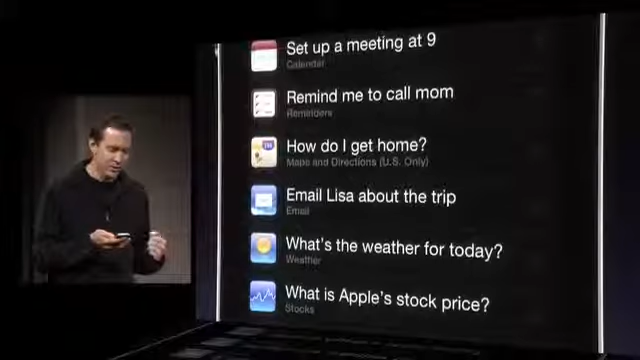 Set up a meeting at 9
Calendar
Remind me to call mom
Reminders
How do I get home?
Maps and Directions (U.S. Only)
Email Lisa about the trip
Email
What's the weather for today?
Weather
What is Apple's stock price?
Stocks